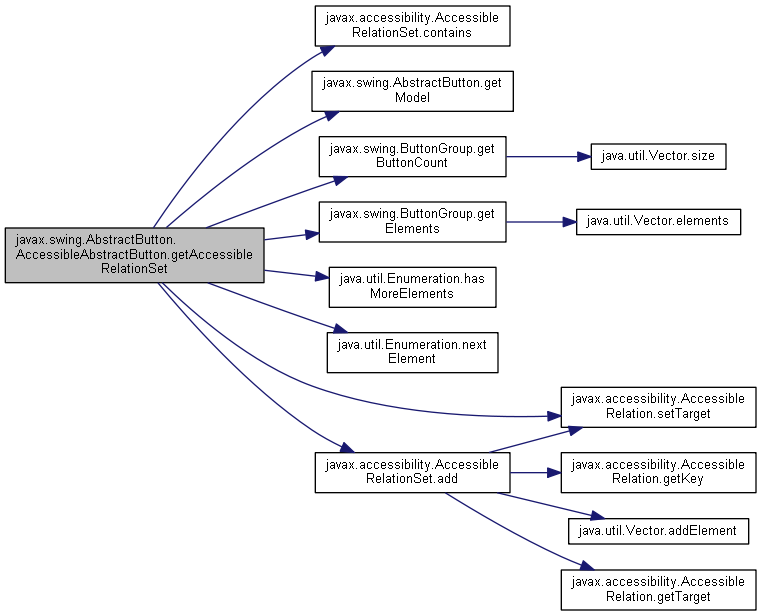 javax.accessibility.Accessible
RelationSet.contains
javax.swing.AbstractButton.get
Model
javax.swing.ButtonGroup.get
ButtonCount
java.util.Vector.size
javax.swing.ButtonGroup.get
Elements
java.util.Vector.elements
javax.swing.AbstractButton.
AccessibleAbstractButton.getAccessible
RelationSet
java.util.Enumeration.has
MoreElements
java.util.Enumeration.next
Element
javax.accessibility.Accessible
Relation.setTarget
javax.accessibility.Accessible
RelationSet.add
javax.accessibility.Accessible
Relation.getKey
java.util.Vector.addElement
javax.accessibility.Accessible
Relation.getTarget